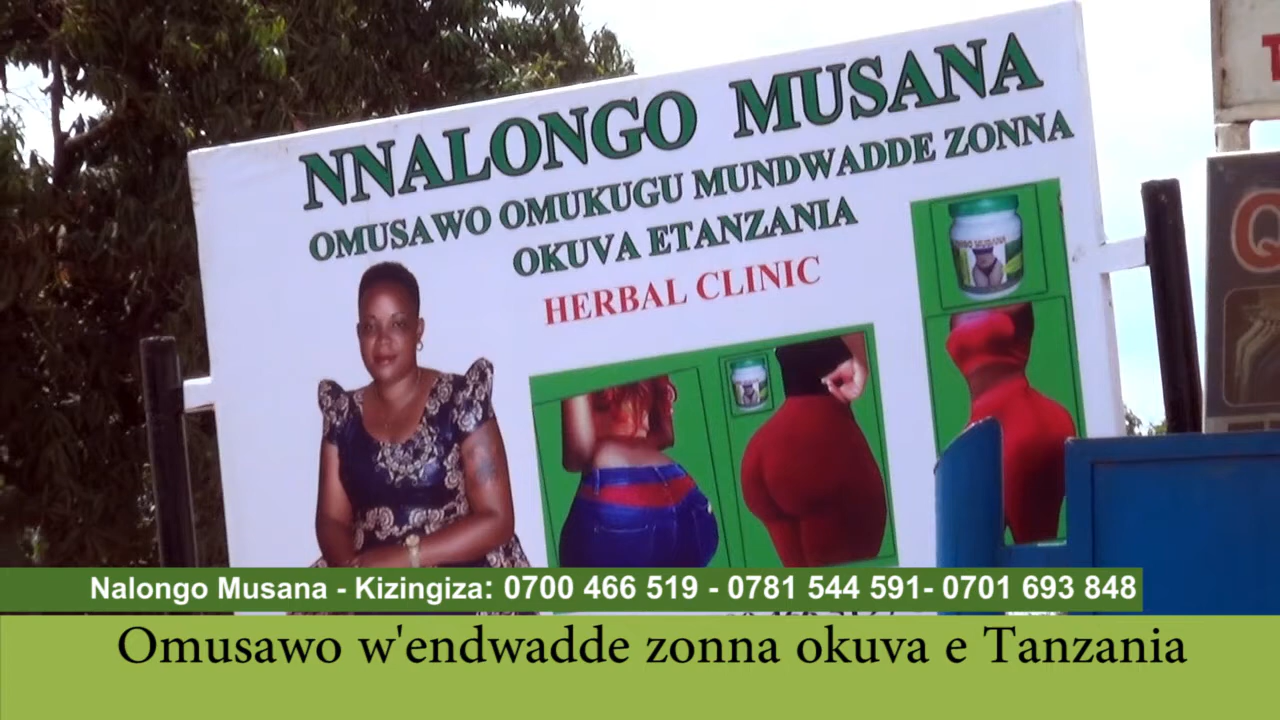 NNALONGO MUSANA
OMUSAWO OMUKUGU MUNDWADDE ZONNA
OKUVA ETANZANIA
HERBAL CLINIC
Nalongo Musana - Kizingiza: 0700 466 519 - 0781 544 591- 0701 693 848
Omusawo w'endwadde zonna okuva e Tanzania